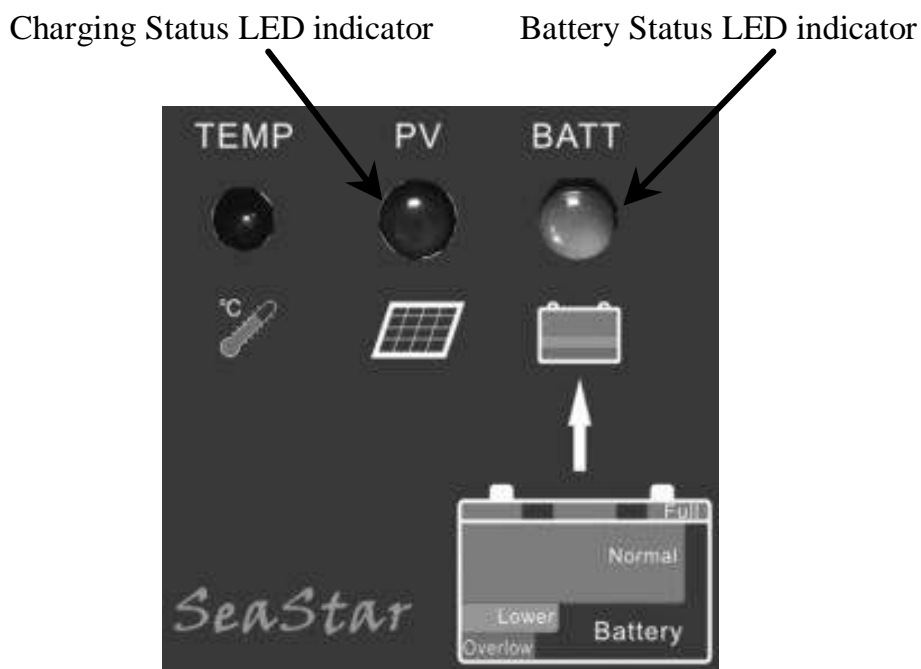 Charging Status LED indicator Battery Status LED indicator
TEMP PV BATT
°C
Full
Normal
Lower
Battery
Overlow
SeaStar